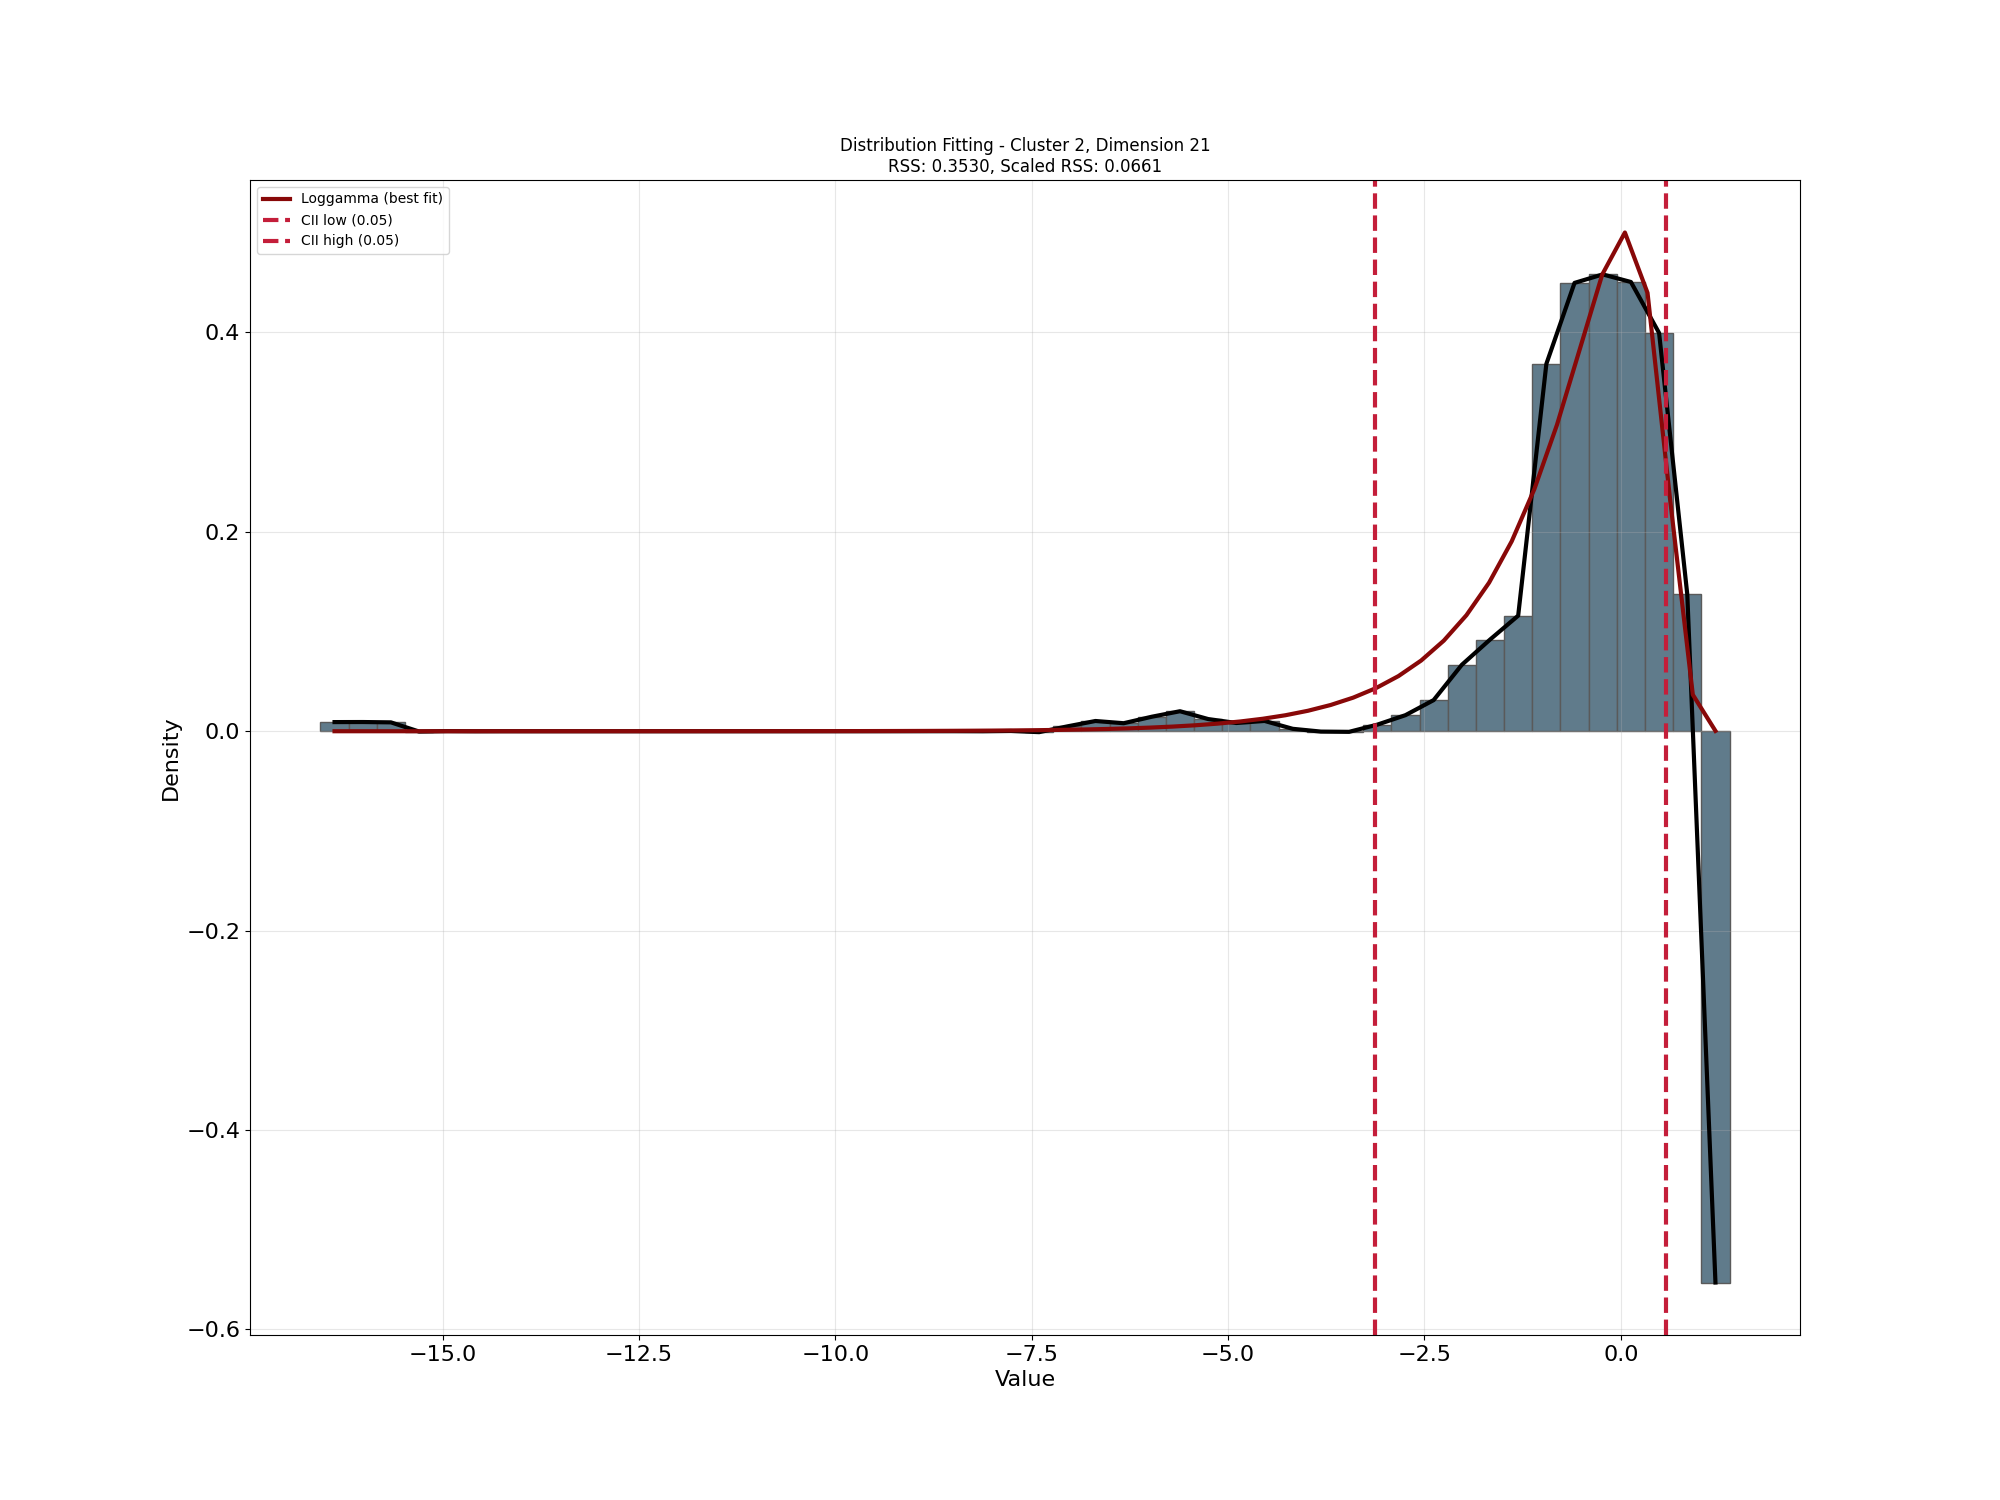 Distribution Fitting - Cluster 2, Dimension 21
RSS: 0.3530, Scaled RSS: 0.0661
Loggamma (best fit)
CII low (0.05)
CII high (0.05)
0.4
0.2
0.0
−0.2
−0.4
−0.6
Density
−15.0
−12.5
−10.0
−7.5
−5.0
−2.5
0.0
Value